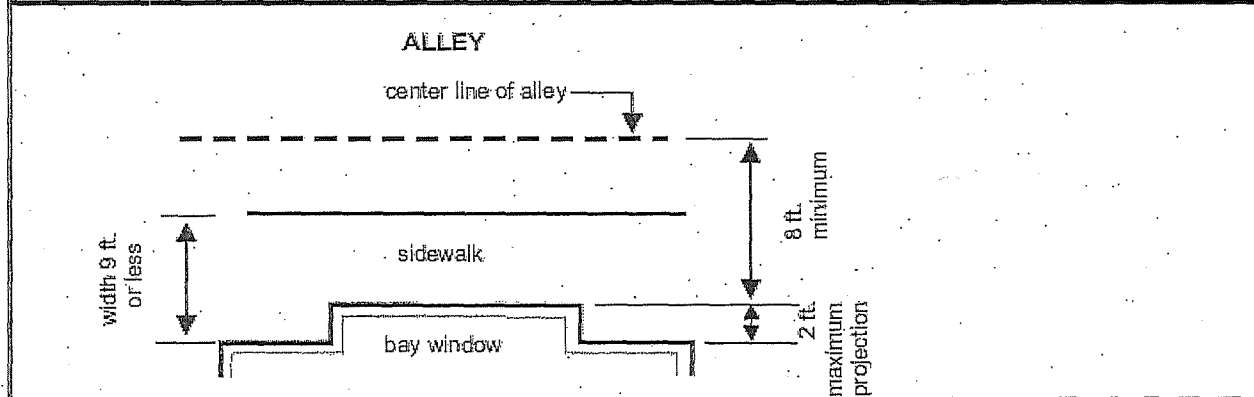 ALLEY
center line of alley
8 ft.
minimum
width 9 ft.
or less
sidewalk
2 ft.
maximum
projection
bay window